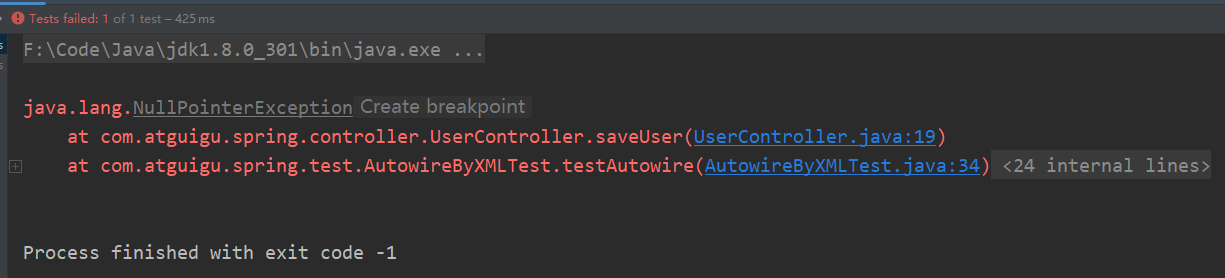 Tests failed: 1 of 1 test – 425 ms
F:\Code\Java\jdk1.8.0_301\bin\java.exe ...
java.lang.NullPointerException Create breakpoint
at com.atguigu.spring.controller.UserController.saveUser(UserController.java:19)
at com.atguigu.spring.test.AutowireByXMLTest.testAutowire(AutowireByXMLTest.java:34) <24 internal lines>
Process finished with exit code -1